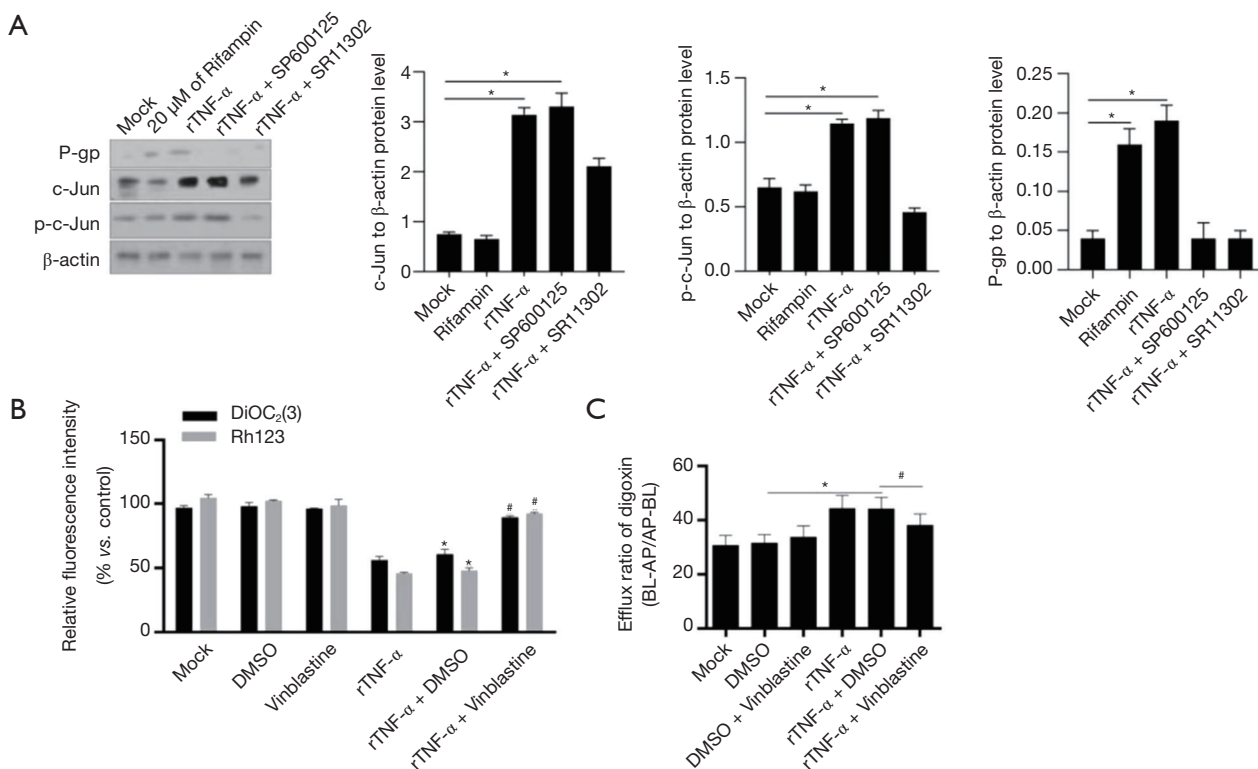 A
Mock
20 µM of Rifampin
rTNF-α
rTNF-α + SP600125
rTNF-α + SR11302
P-gp
c-Jun
p-c-Jun
β-actin
c-Jun to β-actin protein level
4
3
2
1
0
*
*
Mock
Rifampin
rTNF-α
rTNF-α + SP600125
rTNF-α + SR11302
p-c-Jun to β-actin protein level
1.5
1.0
0.5
0.0
*
*
Mock
Rifampin
rTNF-α
rTNF-α + SP600125
rTNF-α + SR11302
P-gp to β-actin protein level
0.25
0.20
0.15
0.10
0.05
0.00
*
*
Mock
Rifampin
rTNF-α
rTNF-α + SP600125
rTNF-α + SR11302
B
DiOC₂(3)
Rh123
Relative fluorescence intensity
(% vs. control)
150
100
50
0
*
*
#
#
Mock
DMSO
Vinblastine
rTNF-α
rTNF-α + DMSO
rTNF-α + Vinblastine
C
Efflux ratio of digoxin
(BL-AP/AP-BL)
60
40
20
0
*
#
Mock
DMSO
DMSO + Vinblastine
rTNF-α
rTNF-α + DMSO
rTNF-α + Vinblastine